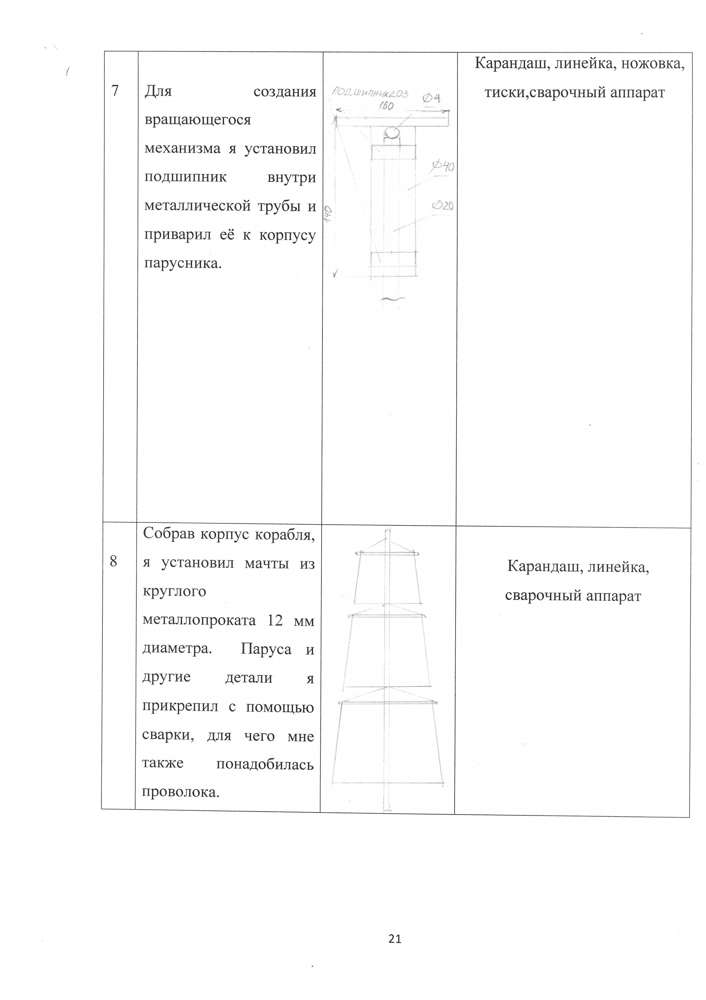 7
Для создания
вращающегося
механизма я установил
подшипник внутри
металлической трубы и
приварил её к корпусу
парусника.
ПОДШИПНИК203
160
Ø4
Ø40
Ø20
140
Карандаш, линейка, ножовка,
тиски,сварочный аппарат
8
Собрав корпус корабля,
я установил мачты из
круглого
металлопроката 12 мм
диаметра. Паруса и
другие детали я
прикрепил с помощью
сварки, для чего мне
также понадобилась
проволока.
Карандаш, линейка,
сварочный аппарат
21